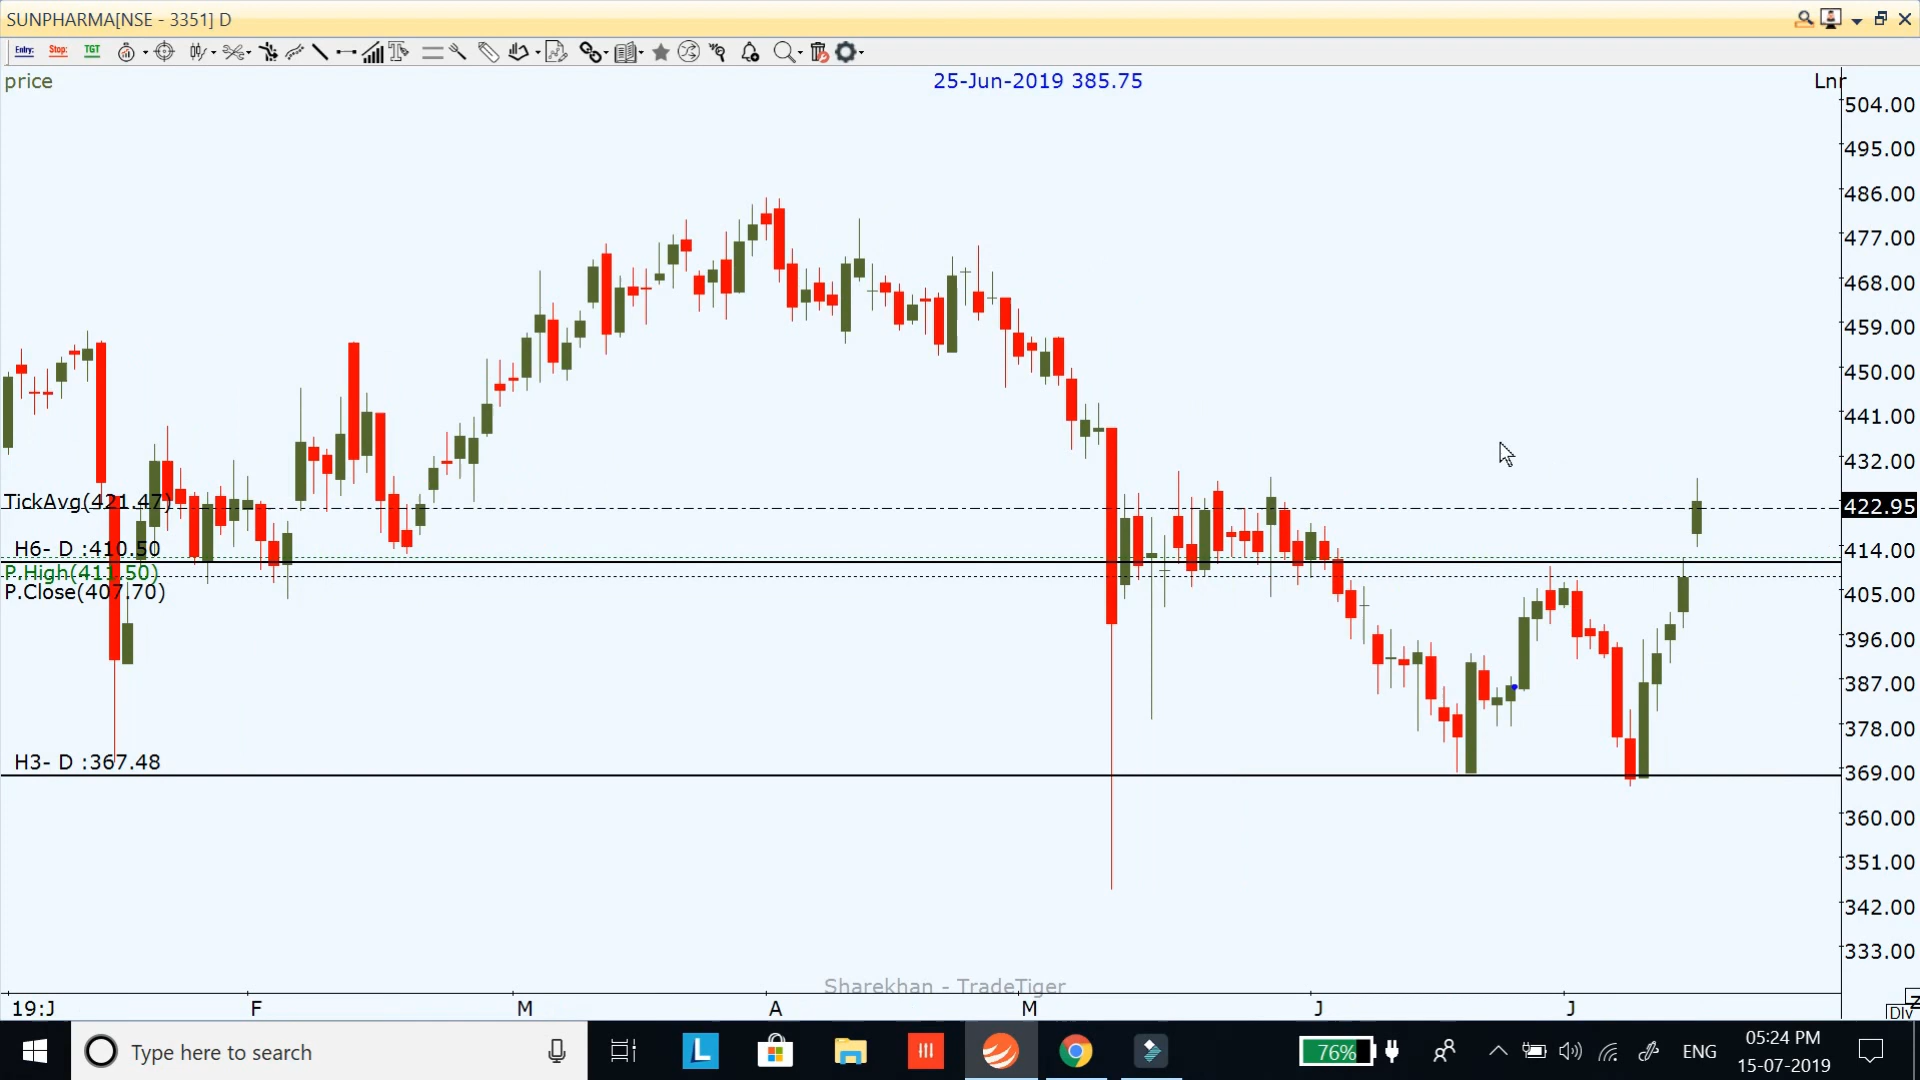 SUNPHARMA[NSE - 3351] D
Entry: Stop: TGT
price
25-Jun-2019 385.75
Lnr
504.00
495.00
486.00
477.00
468.00
459.00
450.00
441.00
432.00
TickAvg(421.47)
422.95
H6- D :410.50
414.00
P.High(411.50)
P.Close(407.70)
405.00
396.00
387.00
378.00
H3- D :367.48
369.00
360.00
351.00
342.00
333.00
Sharekhan - TradeTiger
19:J F M A M J J
Z
Div
Type here to search
L
76%
ENG
05:24 PM
15-07-2019